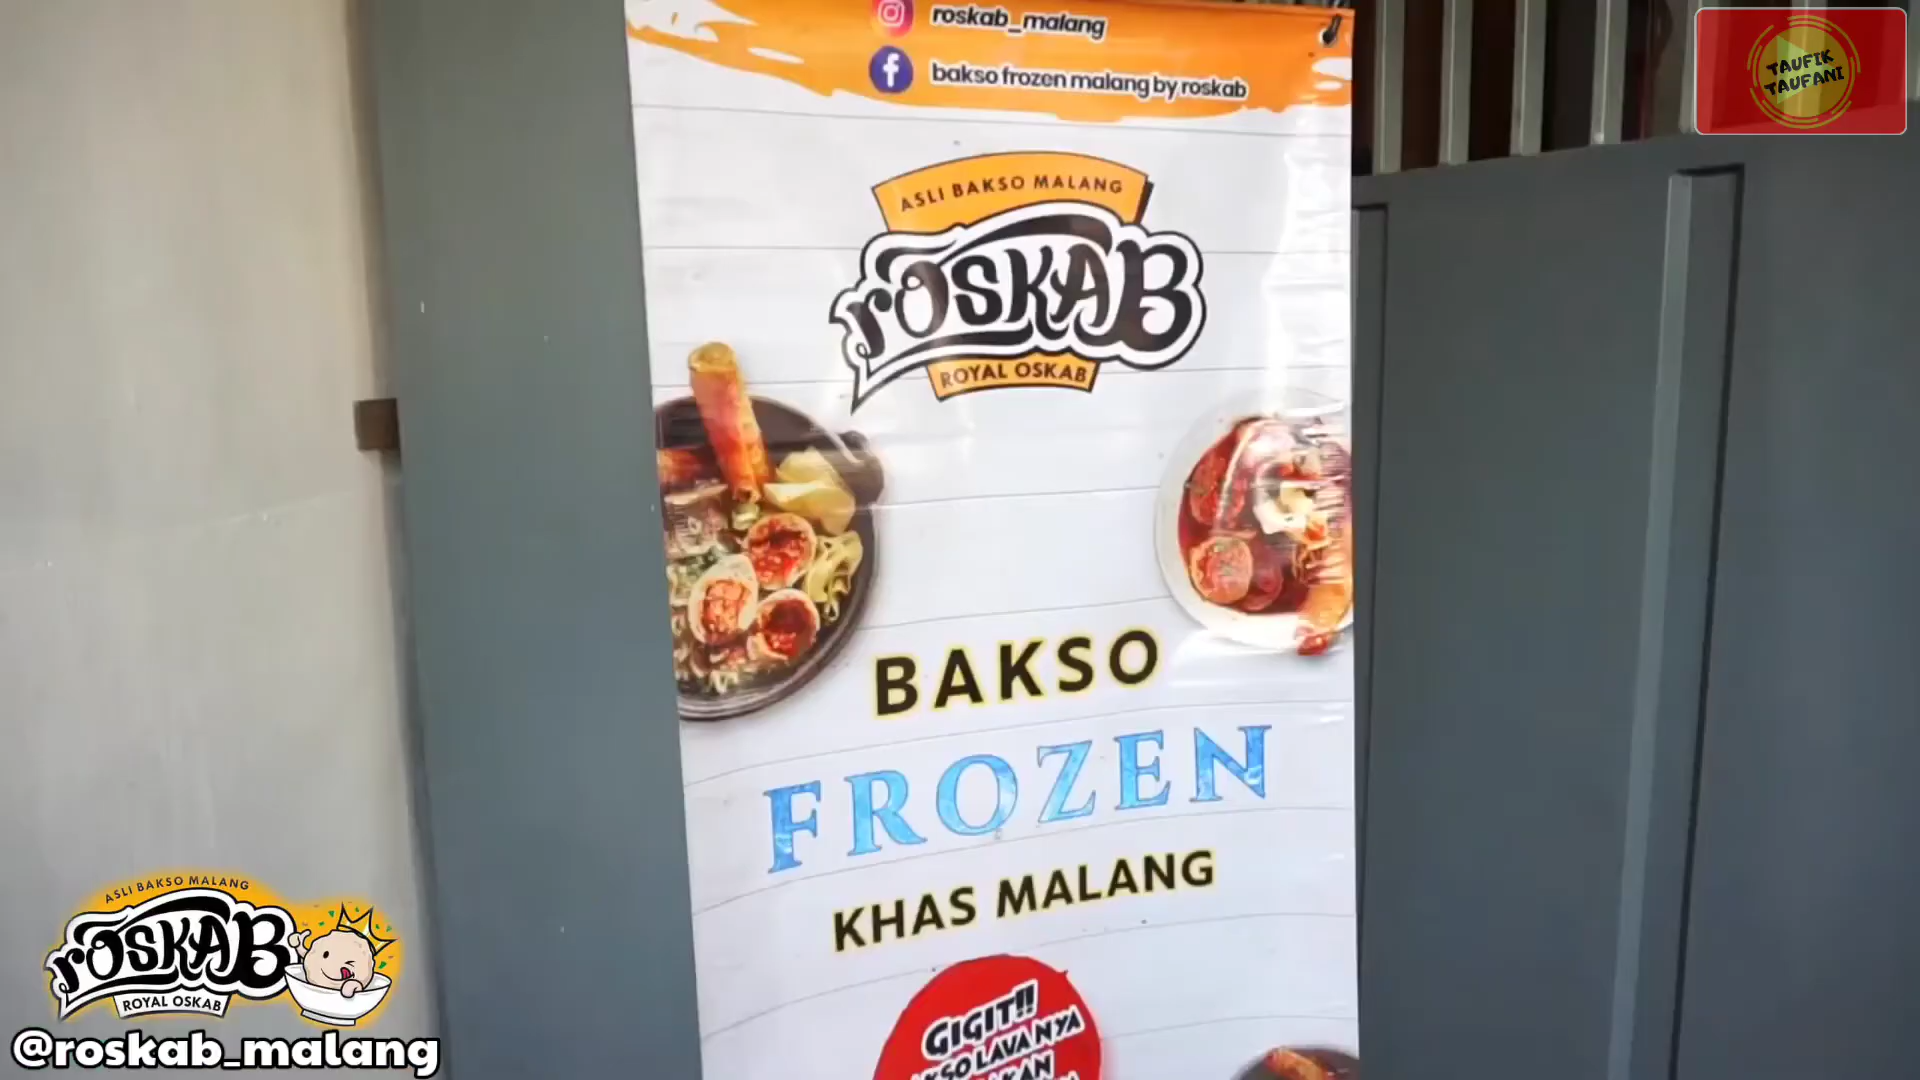 roskab_malang
bakso frozen malang by roskab
TAUFIK
TAUFANI
ASLI BAKSO MALANG
rOSKAB
ROYAL OSKAB
BAKSO
FROZEN
KHAS MALANG
GIGIT!!
LAVANYA
ASLI BAKSO MALANG
rOSKAB
ROYAL OSKAB
@roskab_malang